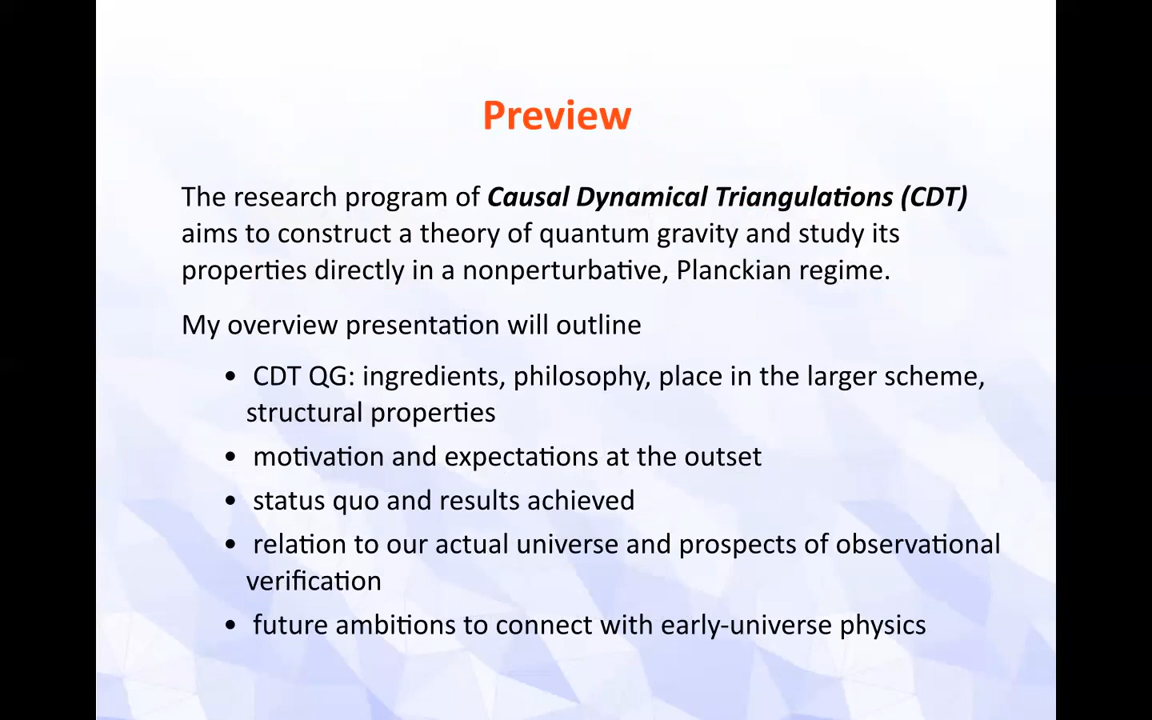 Preview
The research program of Causal Dynamical Triangulations (CDT)
aims to construct a theory of quantum gravity and study its
properties directly in a nonperturbative, Planckian regime.
My overview presentation will outline
• CDT QG: ingredients, philosophy, place in the larger scheme,
structural properties
• motivation and expectations at the outset
• status quo and results achieved
• relation to our actual universe and prospects of observational
verification
• future ambitions to connect with early-universe physics